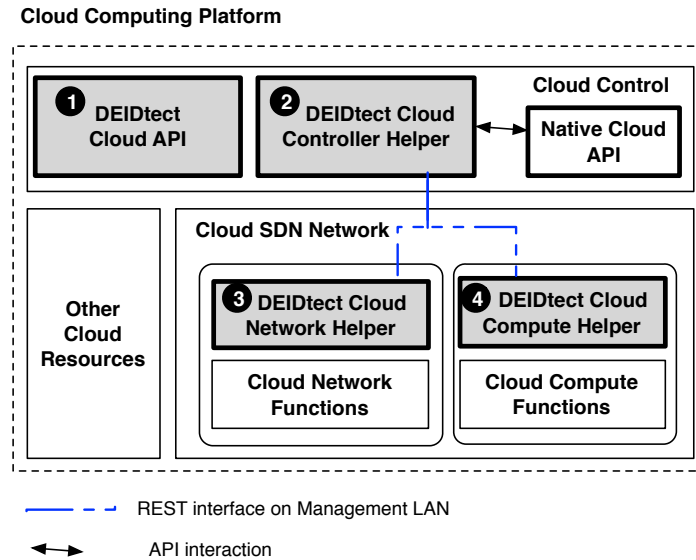 Cloud Computing Platform
Cloud Control
1 DEIDtect
Cloud API
2 DEIDtect Cloud
Controller Helper
Native Cloud
API
Other
Cloud
Resources
Cloud SDN Network
3 DEIDtect Cloud
Network Helper
Cloud Network
Functions
4 DEIDtect Cloud
Compute Helper
Cloud Compute
Functions
REST interface on Management LAN
API interaction